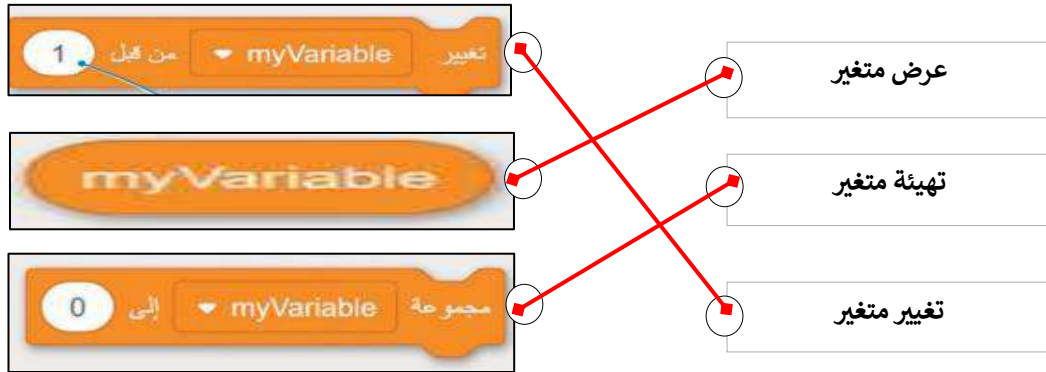 تغيير myVariable من قبل 1
عرض متغير
myVariable
تهيئة متغير
مجموعة myVariable إلى 0
تغيير متغير